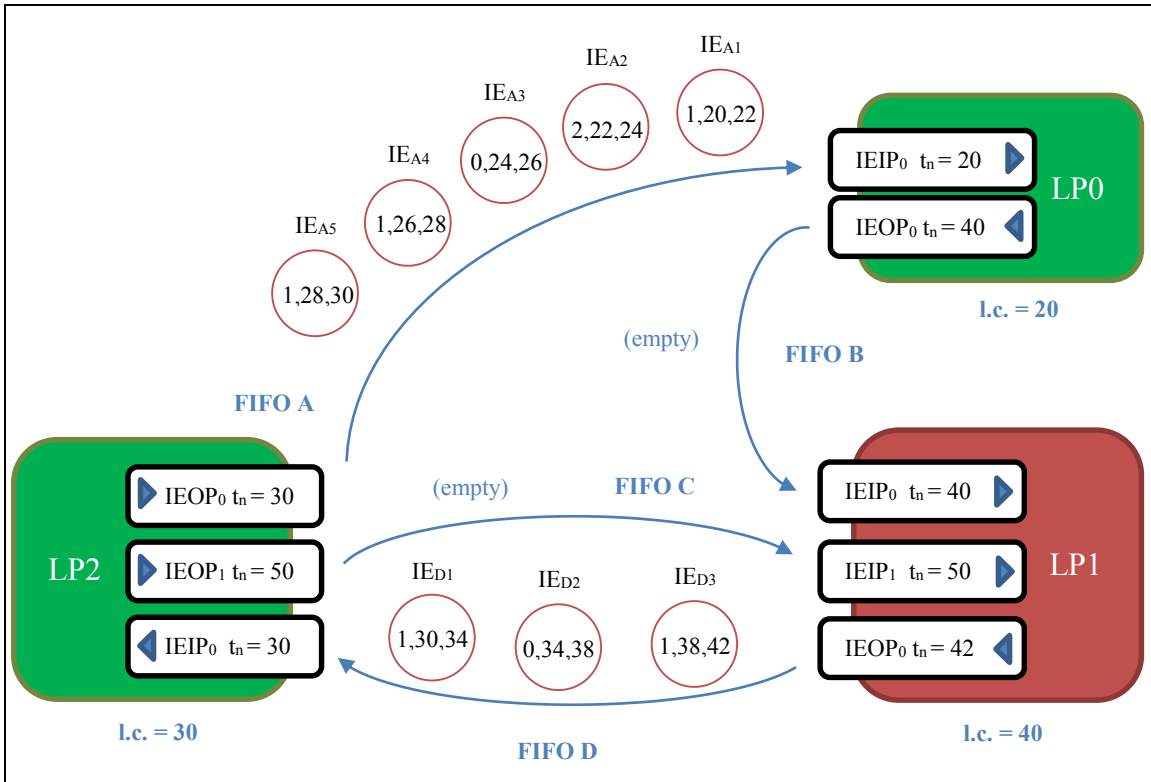 IEA1
IEA2
IEA3
IEA4
IEA5
1,20,22
2,22,24
0,24,26
1,26,28
1,28,30
IEIP0 tn = 20
IEOP0 tn = 40
LP0
l.c. = 20
(empty)
FIFO B
FIFO A
IEOP0 tn = 30
IEOP1 tn = 50
IEIP0 tn = 30
LP2
l.c. = 30
(empty)
FIFO C
IEIP0 tn = 40
IEIP1 tn = 50
IEOP0 tn = 42
LP1
l.c. = 40
IED1
IED2
IED3
1,30,34
0,34,38
1,38,42
FIFO D